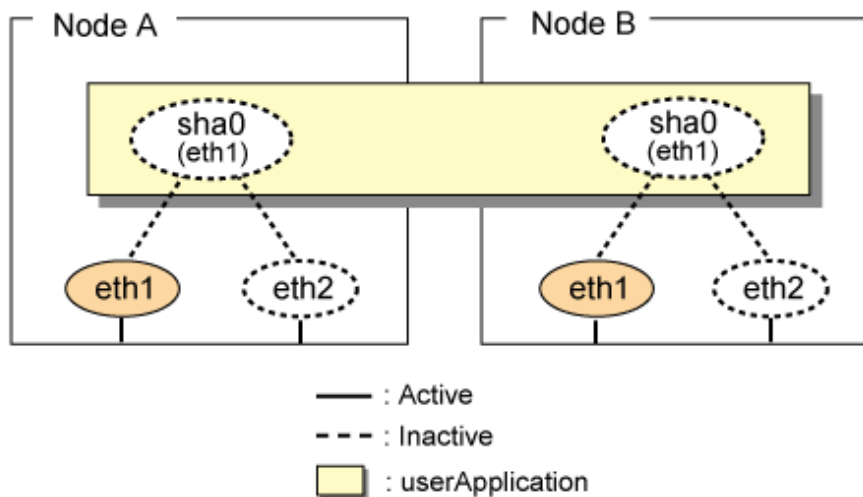 Node A
Node B
sha0
(eth1)
sha0
(eth1)
eth1
eth2
eth1
eth2
: Active
: Inactive
: userApplication